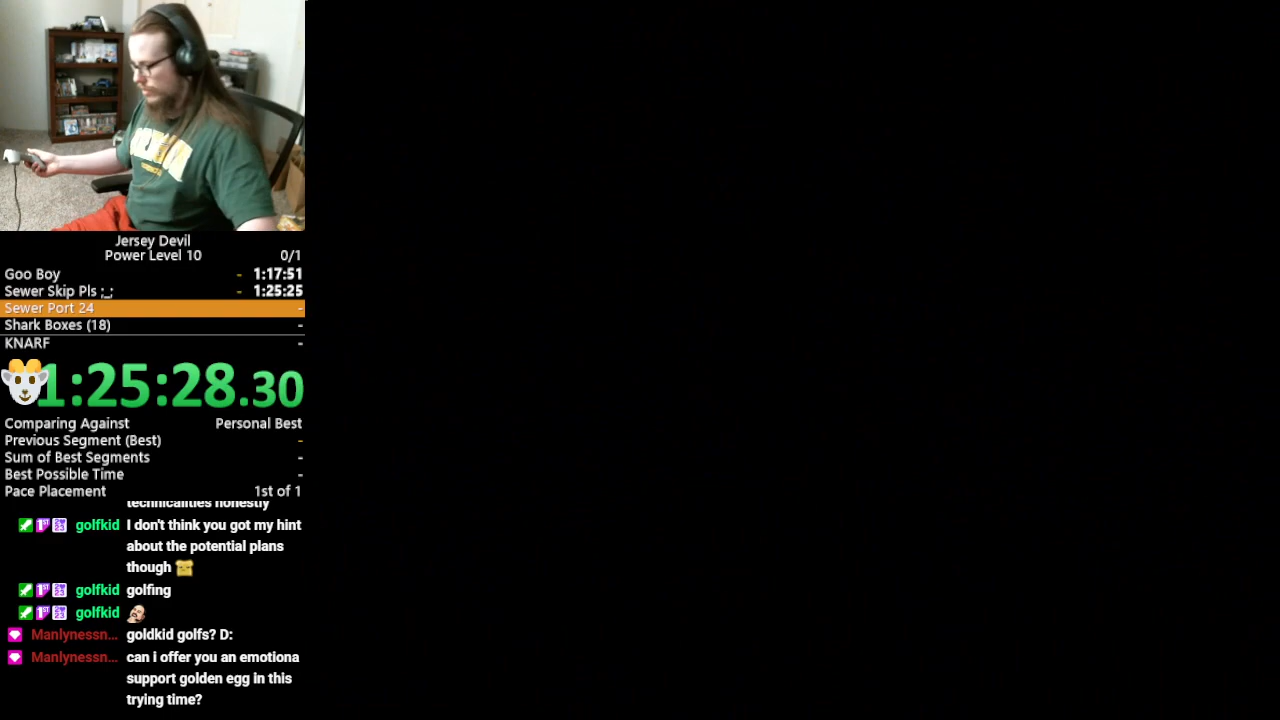 Jersey Devil
Power Level 10 0/1
Goo Boy - 1:17:51
Sewer Skip Pls ;_; - 1:25:25
Sewer Port 24 -
Shark Boxes (18) -
KNARF -
1:25:28.30
Comparing Against Personal Best
Previous Segment (Best) -
Sum of Best Segments -
Best Possible Time -
Pace Placement 1st of 1
technicalities honestly
golfkid I don't think you got my hint
about the potential plans
though
golfkid golfing
golfkid
Manlynessn... goldkid golfs? D:
Manlynessn... can i offer you an emotiona
support golden egg in this
trying time?